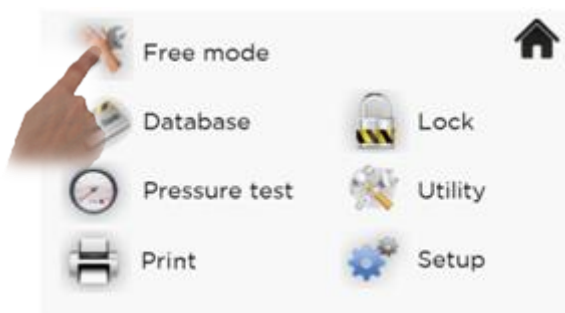 Free mode
Database
Lock
Pressure test
Utility
Print
Setup